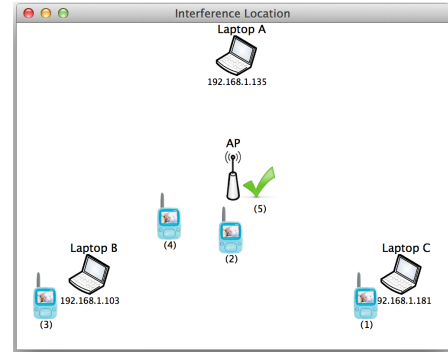 Interference Location
Laptop A
192.168.1.135
AP
(5)
(4)
(2)
Laptop B
Laptop C
192.168.1.103
192.168.1.181
(3)
(1)